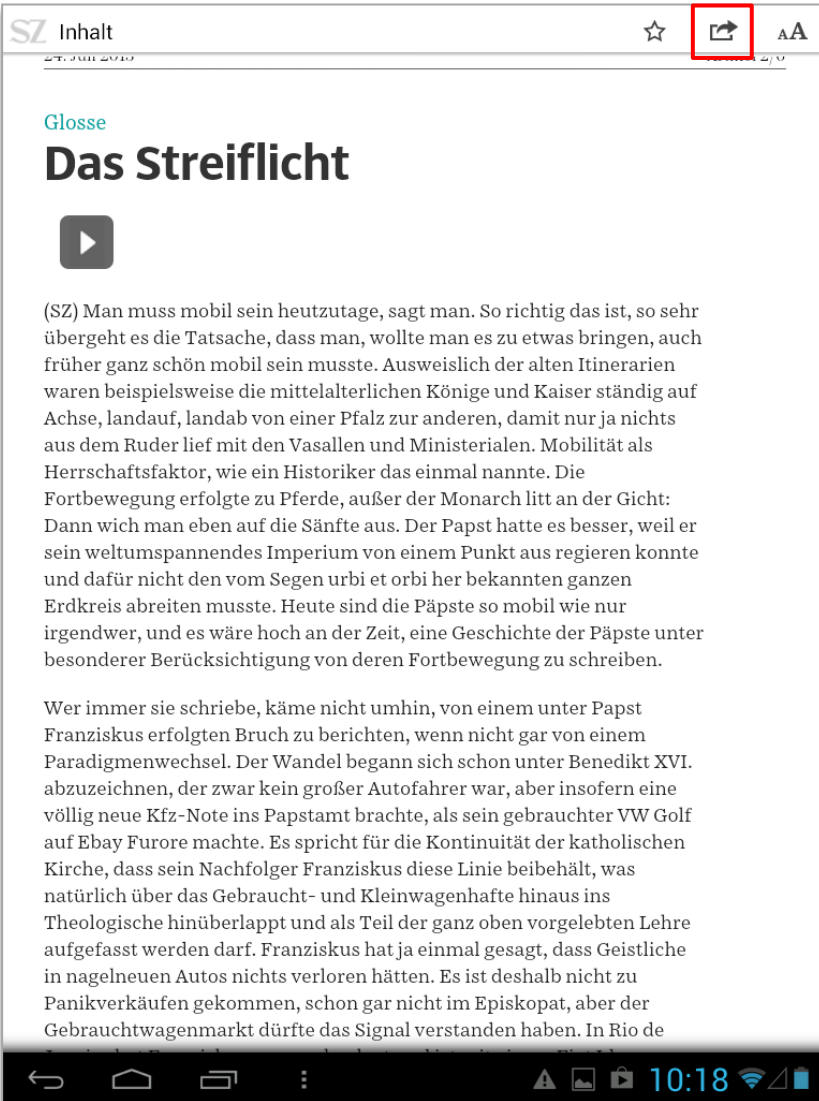 SZ Inhalt
AA
24. Juli 2013
Glosse
Das Streiflicht
(SZ) Man muss mobil sein heutzutage, sagt man. So richtig das ist, so sehr
übergeht es die Tatsache, dass man, wollte man es zu etwas bringen, auch
früher ganz schön mobil sein musste. Ausweislich der alten Itinerarien
waren beispielsweise die mittelalterlichen Könige und Kaiser ständig auf
Achse, landauf, landab von einer Pfalz zur anderen, damit nur ja nichts
aus dem Ruder lief mit den Vasallen und Ministerialen. Mobilität als
Herrschaftsfaktor, wie ein Historiker das einmal nannte. Die
Fortbewegung erfolgte zu Pferde, außer der Monarch litt an der Gicht:
Dann wich man eben auf die Sänfte aus. Der Papst hatte es besser, weil er
sein weltumspannendes Imperium von einem Punkt aus regieren konnte
und dafür nicht den vom Segen urbi et orbi her bekannten ganzen
Erdkreis abreiten musste. Heute sind die Päpste so mobil wie nur
irgendwer, und es wäre hoch an der Zeit, eine Geschichte der Päpste unter
besonderer Berücksichtigung von deren Fortbewegung zu schreiben.
Wer immer sie schriebe, käme nicht umhin, von einem unter Papst
Franziskus erfolgten Bruch zu berichten, wenn nicht gar von einem
Paradigmenwechsel. Der Wandel begann sich schon unter Benedikt XVI.
abzuzeichnen, der zwar kein großer Autofahrer war, aber insofern eine
völlig neue Kfz-Note ins Papstamt brachte, als sein gebrauchter VW Golf
auf Ebay Furore machte. Es spricht für die Kontinuität der katholischen
Kirche, dass sein Nachfolger Franziskus diese Linie beibehält, was
natürlich über das Gebraucht- und Kleinwagenhafte hinaus ins
Theologische hinüberlappt und als Teil der ganz oben vorgelebten Lehre
aufgefasst werden darf. Franziskus hat ja einmal gesagt, dass Geistliche
in nagelneuen Autos nichts verloren hätten. Es ist deshalb nicht zu
Panikverkäufen gekommen, schon gar nicht im Episkopat, aber der
Gebrauchtwagenmarkt dürfte das Signal verstanden haben. In Rio de
10:18